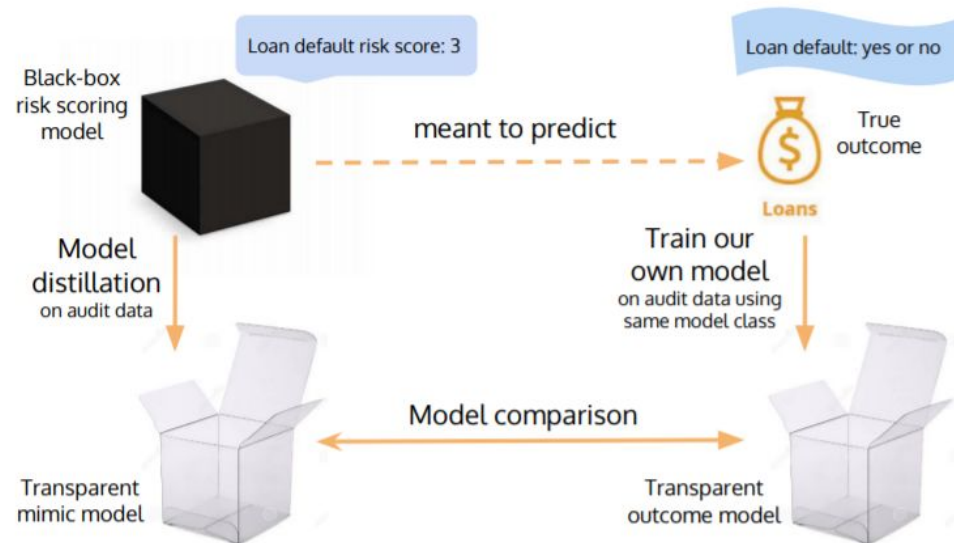 Loan default risk score: 3
Loan default: yes or no
Black-box
risk scoring
model
meant to predict
$
True
outcome
Loans
Model
distillation
on audit data
Train our
own model
on audit data using
same model class
Model comparison
Transparent
mimic model
Transparent
outcome model